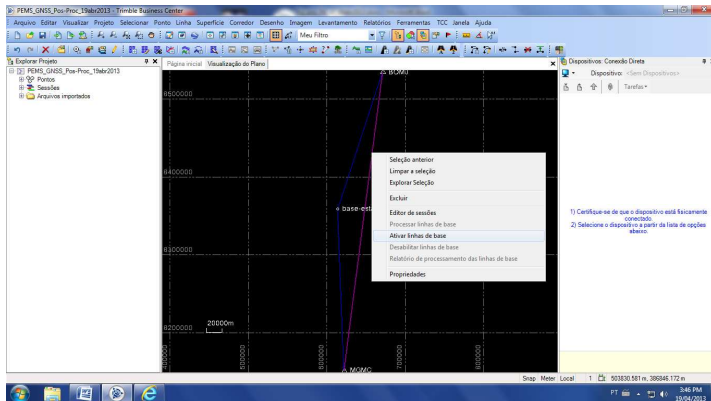 PEMS_GNSS_Pos-Proc_19abr2013 - Trimble Business Center
Arquivo Editar Visualizar Projeto Selecionar Ponto Linha Superfície Corredor Desenho Imagem Levantamento Relatórios Ferramentas TCC Janela Ajuda
Meu Filtro
Explorar Projeto
PEMS_GNSS_Pos-Proc_19abr2013
Pontos
Sessões
Arquivos importados
Página inicial Visualização do Plano
BOMJ
8500000
8400000
base-est
8300000
8200000
20000m
500000
600000
700000
800000
MGMC
Seleção anterior
Limpar a seleção
Explorar Seleção
Excluir
Editor de sessões
Processar linhas de base
Ativar linhas de base
Desabilitar linhas de base
Relatório de processamento das linhas de base
Propriedades
Dispositivos: Conexão Direta
Dispositivo: <Sem Dispositivos>
Tarefas
1) Certifique-se de que o dispositivo está fisicamente
conectado.
2) Selecione o dispositivo a partir da lista de opções
abaixo.
Snap Meter Local 1 503830.581 m, 386846.172 m
PT 3:46 PM
19/04/2013